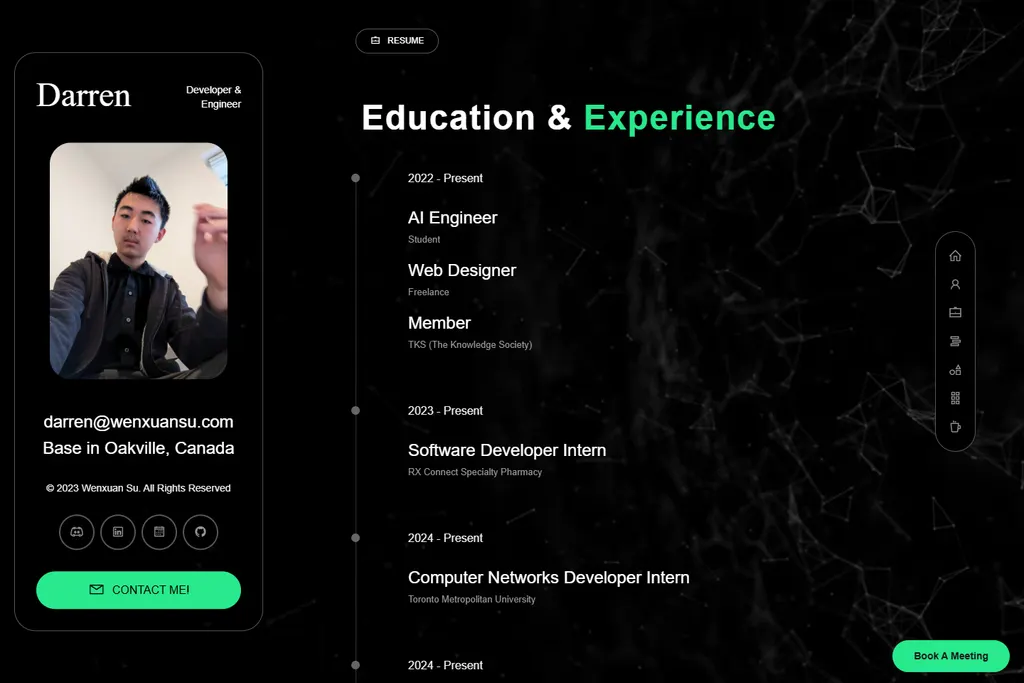 Darren
Developer &
Engineer
darren@wenxuansu.com
Base in Oakville, Canada
© 2023 Wenxuan Su. All Rights Reserved
CONTACT ME!
RESUME
Education & Experience
2022 - Present
AI Engineer
Student
Web Designer
Freelance
Member
TKS (The Knowledge Society)
2023 - Present
Software Developer Intern
RX Connect Specialty Pharmacy
2024 - Present
Computer Networks Developer Intern
Toronto Metropolitan University
2024 - Present
Book A Meeting